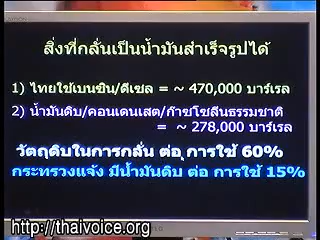 สิ่งที่กลั่นเป็นน้ำมันสำเร็จรูปได้
1) ไทยใช้เบนซิน/ดีเซล = ~ 470,000 บาร์เรล
2) น้ำมันดิบ/คอนเดนเสต/ก๊าซโซลีนธรรมชาติ
= ~ 278,000 บาร์เรล
วัตถุดิบในการกลั่น ต่อ การใช้ 60%
กระทรวงแจ้ง มีน้ำมันดิบ ต่อ การใช้ 15%
http://thaivoice.org